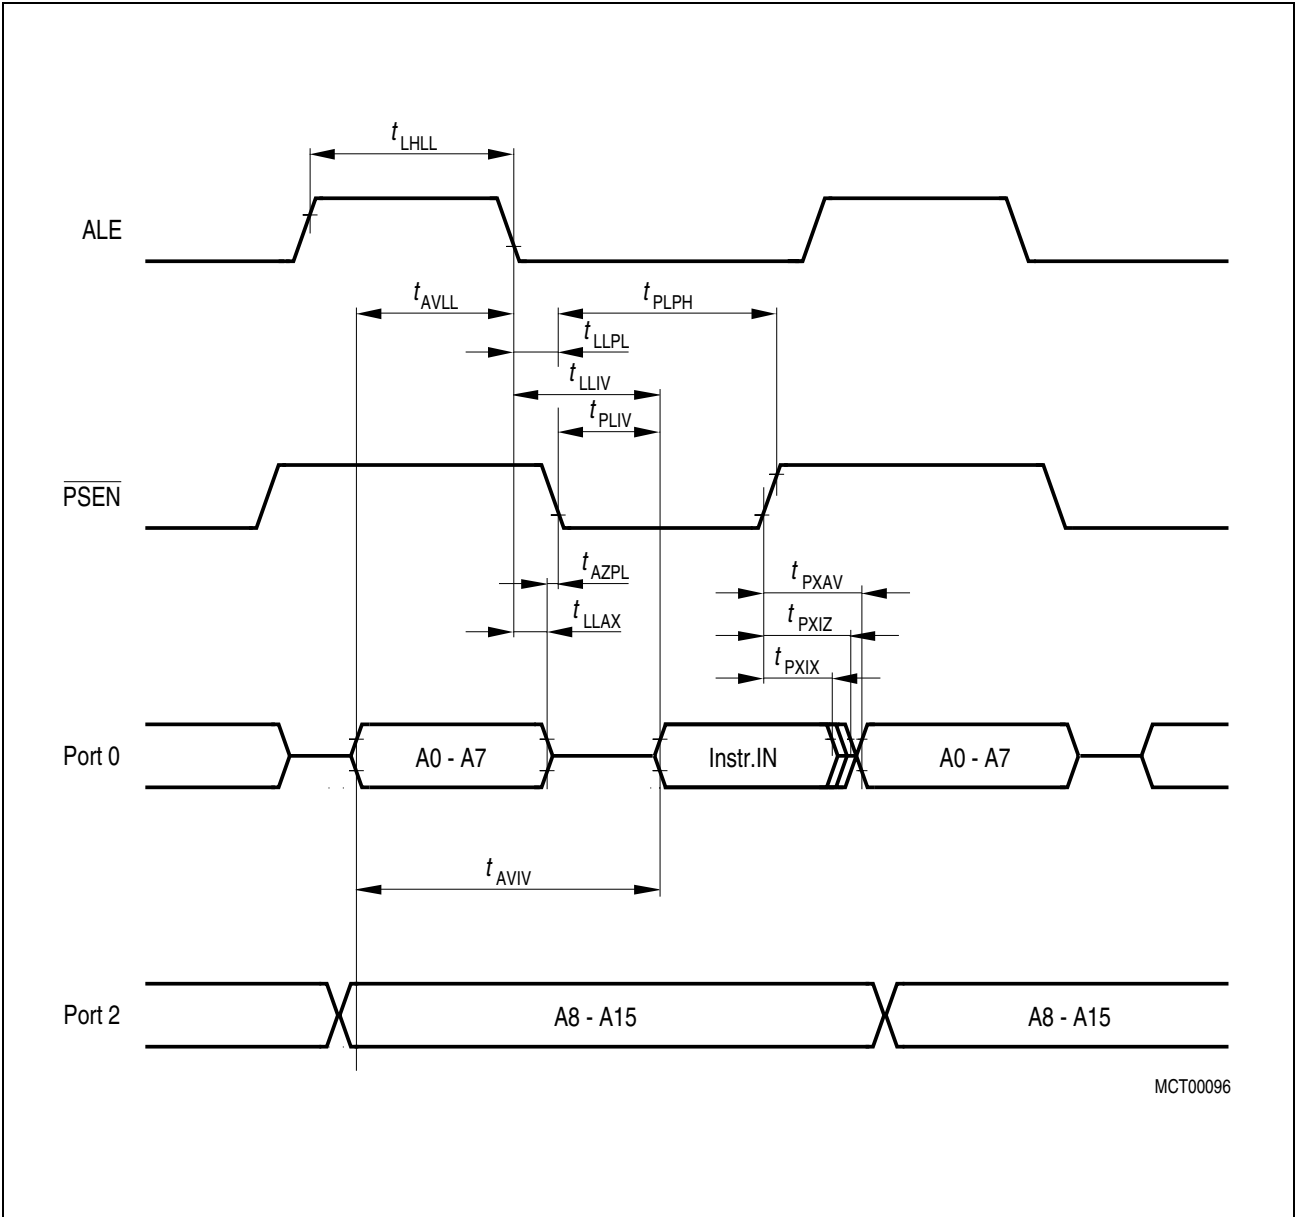 t LHLL
ALE
t AVLL
t PLPH
t LLPL
t LLIV
t PLIV
PSEN
t AZPL
t PXAV
t LLAX
t PXIZ
t PXIX
Port 0
A0 - A7
Instr.IN
A0 - A7
t AVIV
Port 2
A8 - A15
A8 - A15
MCT00096